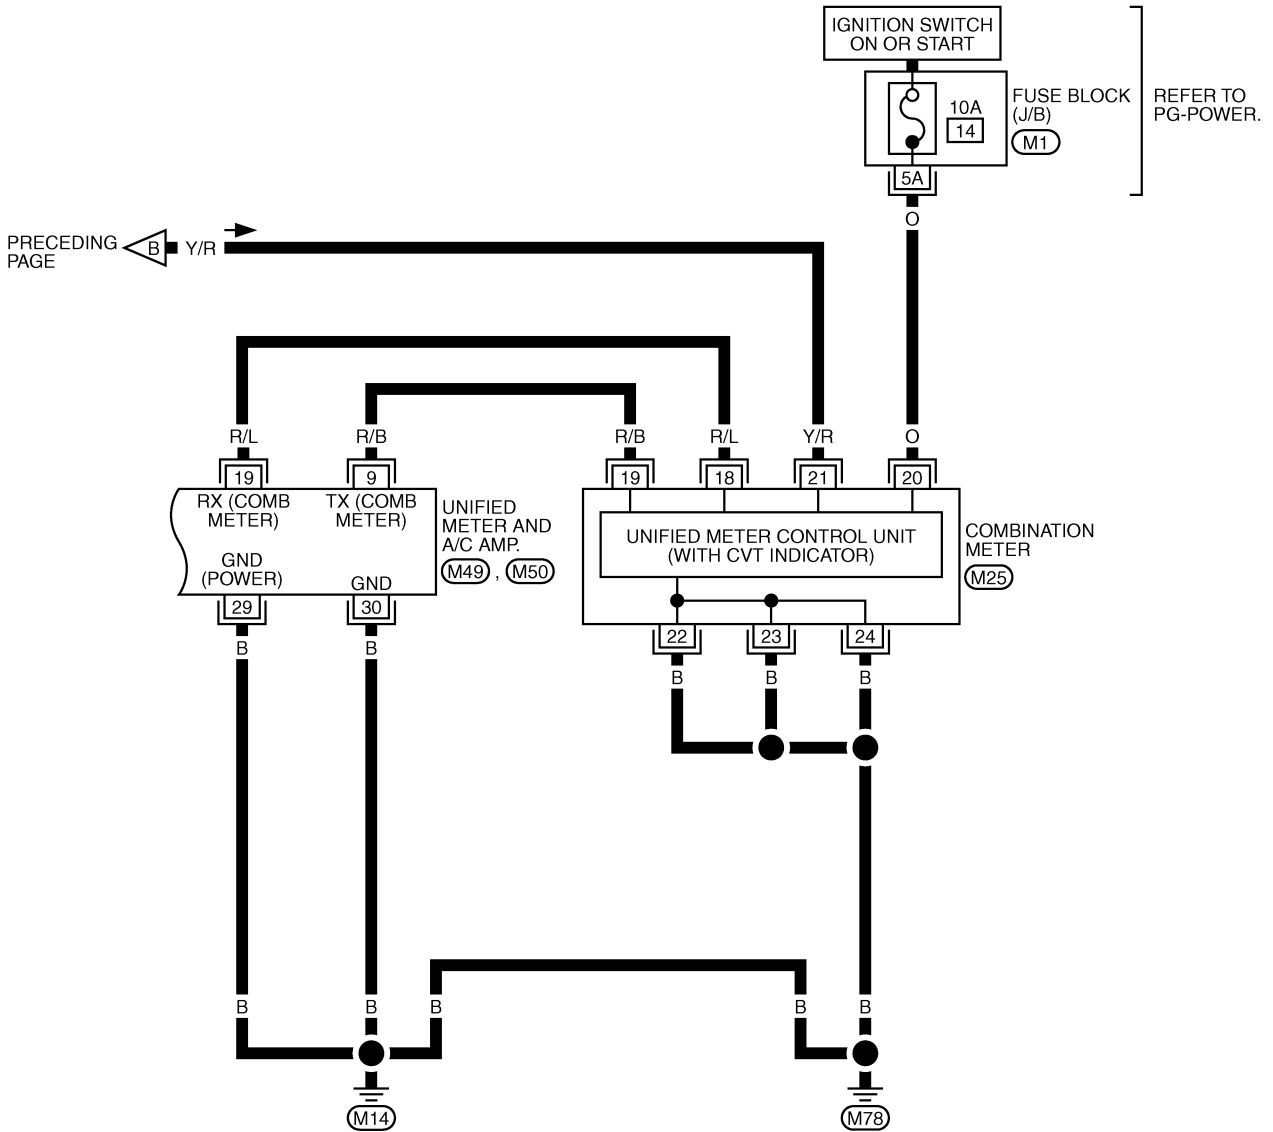 IGNITION SWITCH
ON OR START
10A
14
FUSE BLOCK
(J/B)
M1
REFER TO
PG-POWER.
5A
O
PRECEDING
PAGE
B
Y/R
R/L
R/B
R/B
R/L
Y/R
O
19
9
19
18
21
20
RX (COMB
METER)
TX (COMB
METER)
GND
(POWER)
GND
UNIFIED
METER AND
A/C AMP.
M49 , M50
UNIFIED METER CONTROL UNIT
(WITH CVT INDICATOR)
COMBINATION
METER
M25
29
30
22
23
24
B
B
B
B
B
B
B
B
B
B
M14
M78